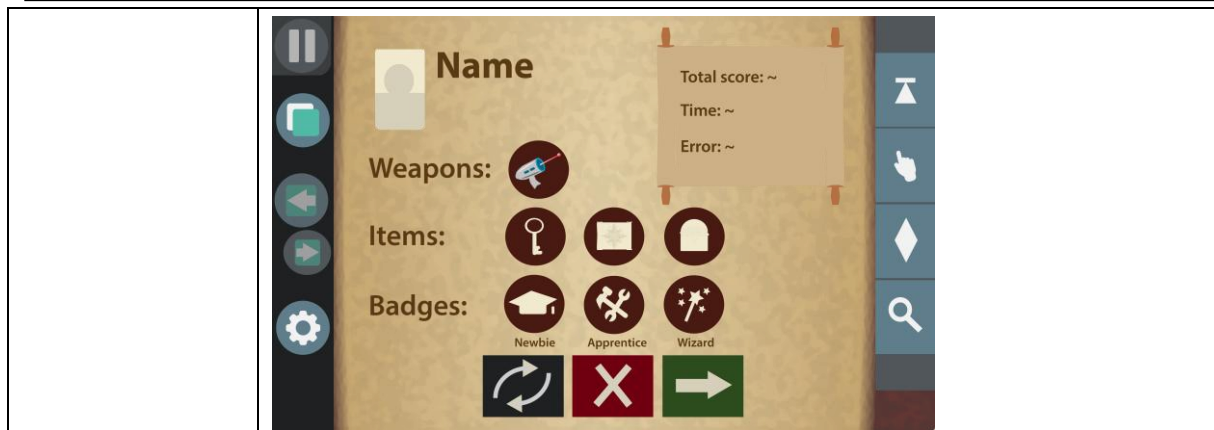 Name
Total score: ~
Time: ~
Error: ~
Weapons:
Items:
Badges:
Newbie Apprentice Wizard